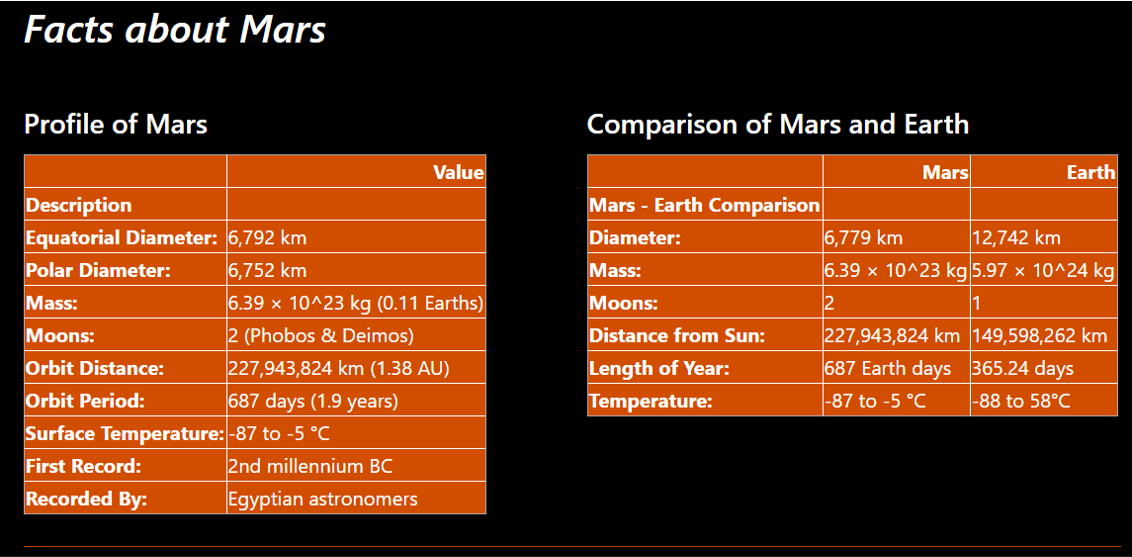 Facts about Mars
Profile of Mars
Value
Description
Equatorial Diameter: 6,792 km
Polar Diameter: 6,752 km
Mass: 6.39 × 10^23 kg (0.11 Earths)
Moons: 2 (Phobos & Deimos)
Orbit Distance: 227,943,824 km (1.38 AU)
Orbit Period: 687 days (1.9 years)
Surface Temperature: -87 to -5 °C
First Record: 2nd millennium BC
Recorded By: Egyptian astronomers
Comparison of Mars and Earth
Mars Earth
Mars - Earth Comparison
Diameter: 6,779 km 12,742 km
Mass: 6.39 × 10^23 kg 5.97 × 10^24 kg
Moons: 2 1
Distance from Sun: 227,943,824 km 149,598,262 km
Length of Year: 687 Earth days 365.24 days
Temperature: -87 to -5 °C -88 to 58°C